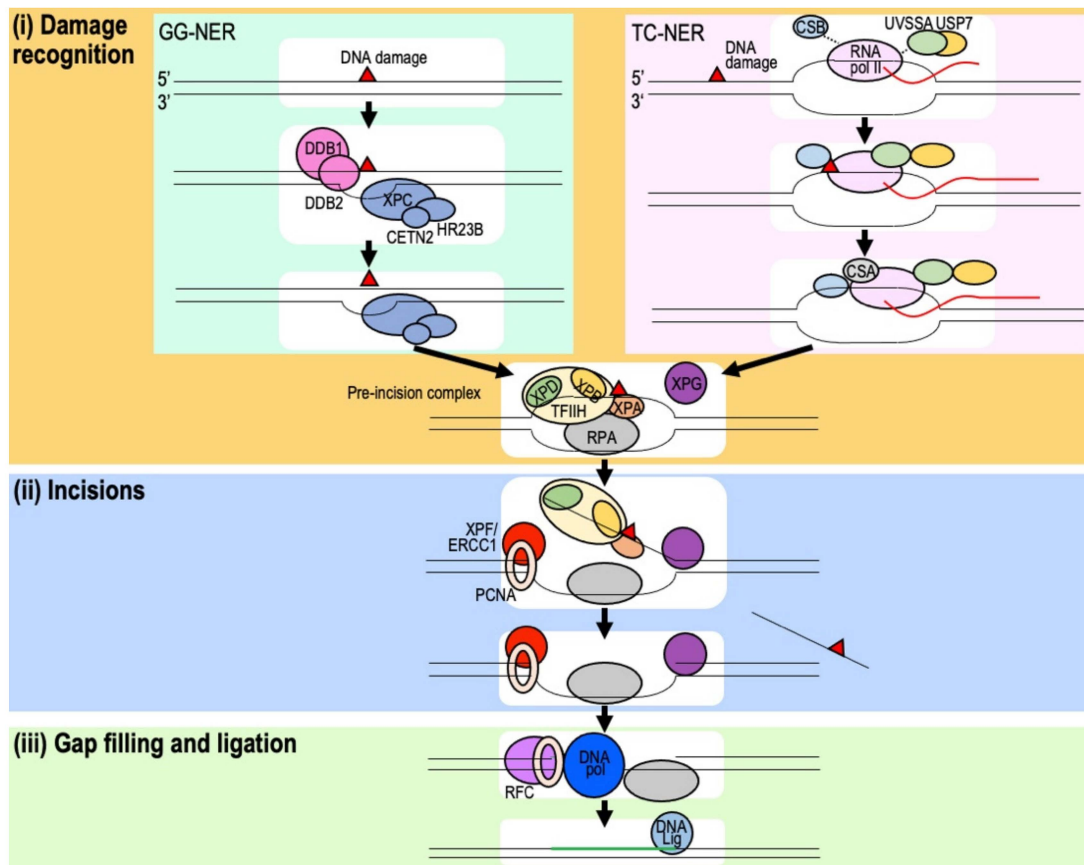 (i) Damage
recognition
GG-NER
DNA damage
5'
3'
DDB1
DDB2
XPC
HR23B
CETN2
TC-NER
CSB
UVSSA USP7
RNA
pol II
DNA
damage
5'
3'
CSA
Pre-incision complex
XPD
XPB
TFIIH
XPA
RPA
XPG
(ii) Incisions
XPF/
ERCC1
PCNA
(iii) Gap filling and ligation
DNA
pol
RFC
DNA
Lig